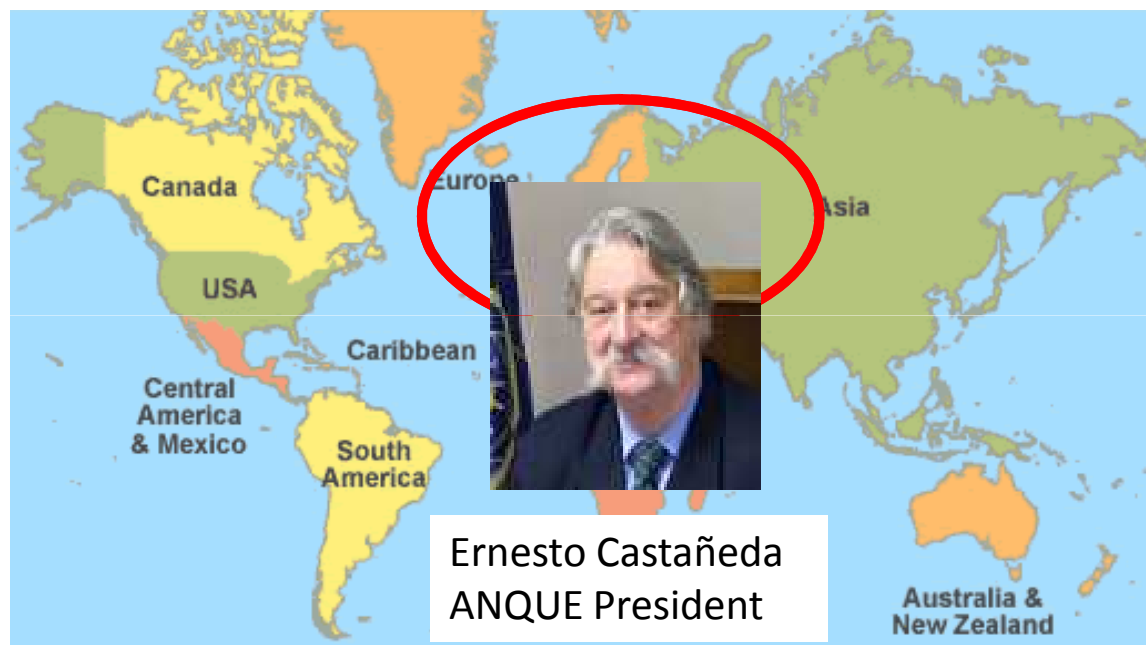 Canada
Europe
Asia
USA
Caribbean
Central
America
& Mexico
South
America
Ernesto Castañeda
ANQUE President
Australia &
New Zealand